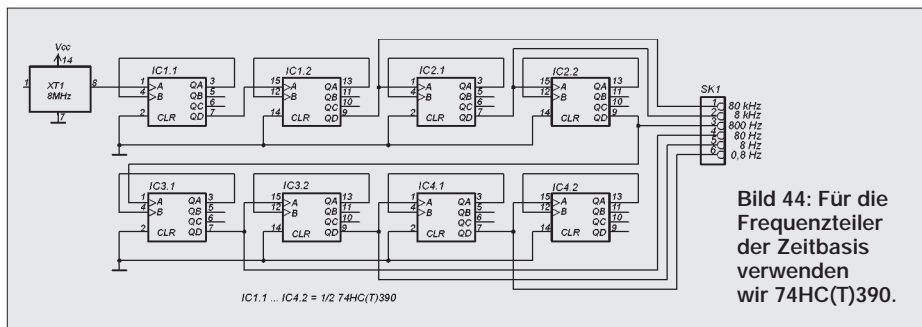 Vcc
14
1
XT1
8MHz
8
7
IC1.1
1
4
2
A
B
CLR
QA
QB
QC
QD
3
5
6
7
IC1.2
15
12
14
A
B
CLR
QA
QB
QC
QD
13
11
10
9
IC2.1
1
4
2
A
B
CLR
QA
QB
QC
QD
3
5
6
7
IC2.2
15
12
14
A
B
CLR
QA
QB
QC
QD
13
11
10
9
SK1
1 80 kHz
2 8 kHz
3 800 Hz
4 80 Hz
5 8 Hz
6 0,8 Hz
IC3.1
1
4
2
A
B
CLR
QA
QB
QC
QD
3
5
6
7
IC3.2
15
12
14
A
B
CLR
QA
QB
QC
QD
13
11
10
9
IC4.1
1
4
2
A
B
CLR
QA
QB
QC
QD
3
5
6
7
IC4.2
15
12
14
A
B
CLR
QA
QB
QC
QD
13
11
10
9
IC1.1 ... IC4.2 = 1/2 74HC(T)390
Bild 44: Für die
Frequenzteiler
der Zeitbasis
verwenden
wir 74HC(T)390.